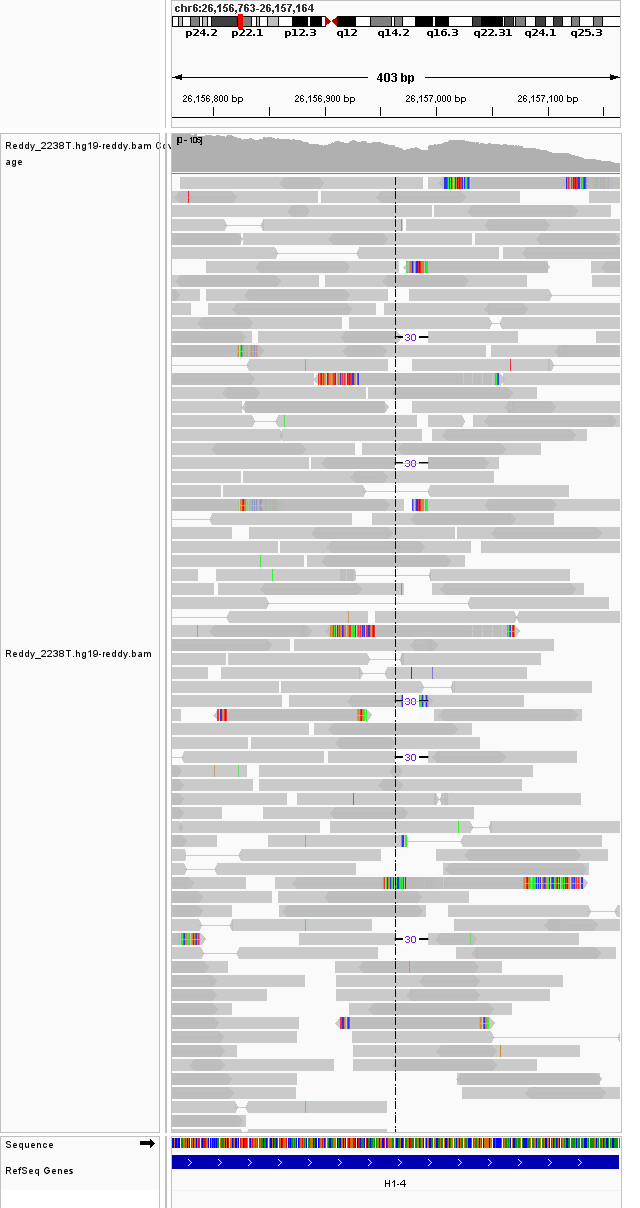 chr6:26,156,763-26,157,164
p24.2 p22.1 p12.3 q12 q14.2 q16.3 q22.31 q24.1 q25.3
403 bp
26,156,800 bp 26,156,900 bp 26,157,000 bp 26,157,100 bp
Reddy_2238T.hg19-reddy.bam Cov
age
[0 - 106]
30
30
Reddy_2238T.hg19-reddy.bam
30
30
30
Sequence
RefSeq Genes
H1-4